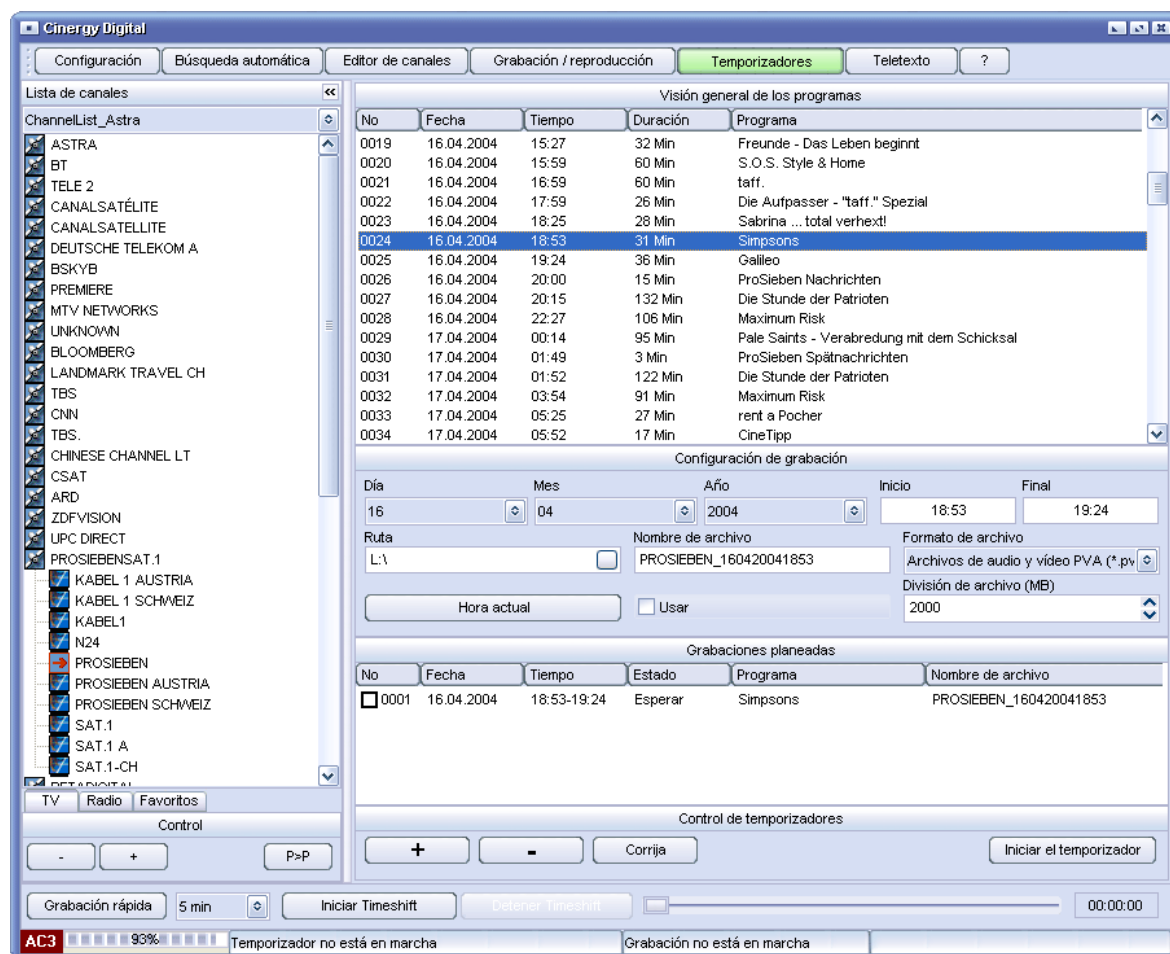 Cinergy Digital
Configuración Búsqueda automática Editor de canales Grabación / reproducción Temporizadores Teletexto ?
Lista de canales
ChannelList_Astra
ASTRA
BT
TELE 2
CANALSATÉLITE
CANALSATELLITE
DEUTSCHE TELEKOM A
BSKYB
PREMIERE
MTV NETWORKS
UNKNOWN
BLOOMBERG
LANDMARK TRAVEL CH
TBS
CNN
TBS.
CHINESE CHANNEL LT
CSAT
ARD
ZDFVISION
UPC DIRECT
PROSIEBENSAT.1
KABEL 1 AUSTRIA
KABEL 1 SCHWEIZ
KABEL1
N24
PROSIEBEN
PROSIEBEN AUSTRIA
PROSIEBEN SCHWEIZ
SAT.1
SAT.1 A
SAT.1-CH
TV Radio Favoritos
Control
- + P>P
Visión general de los programas
No Fecha Tiempo Duración Programa
0019 16.04.2004 15:27 32 Min Freunde - Das Leben beginnt
0020 16.04.2004 15:59 60 Min S.O.S. Style & Home
0021 16.04.2004 16:59 60 Min taff.
0022 16.04.2004 17:59 26 Min Die Aufpasser - "taff." Spezial
0023 16.04.2004 18:25 28 Min Sabrina ... total verhext!
0024 16.04.2004 18:53 31 Min Simpsons
0025 16.04.2004 19:24 36 Min Galileo
0026 16.04.2004 20:00 15 Min ProSieben Nachrichten
0027 16.04.2004 20:15 132 Min Die Stunde der Patrioten
0028 16.04.2004 22:27 106 Min Maximum Risk
0029 17.04.2004 00:14 95 Min Pale Saints - Verabredung mit dem Schicksal
0030 17.04.2004 01:49 3 Min ProSieben Spätnachrichten
0031 17.04.2004 01:52 122 Min Die Stunde der Patrioten
0032 17.04.2004 03:54 91 Min Maximum Risk
0033 17.04.2004 05:25 27 Min rent a Pocher
0034 17.04.2004 05:52 17 Min CineTipp
Configuración de grabación
Día Mes Año Inicio Final
16 04 2004 18:53 19:24
Ruta Nombre de archivo Formato de archivo
L:\ PROSIEBEN_160420041853 Archivos de audio y vídeo PVA (*.pv
División de archivo (MB)
Hora actual Usar 2000
Grabaciones planeadas
No Fecha Tiempo Estado Programa Nombre de archivo
0001 16.04.2004 18:53-19:24 Esperar Simpsons PROSIEBEN_160420041853
Control de temporizadores
+ - Corrija Iniciar el temporizador
Grabación rápida 5 min Iniciar Timeshift Detener Timeshift 00:00:00
AC3 93% Temporizador no está en marcha Grabación no está en marcha